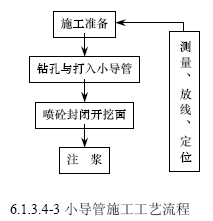 施工准备
钻孔与打入小导管
喷砼封闭开挖面
注 浆
测量、放线、定位
6.1.3.4-3 小导管施工工艺流程